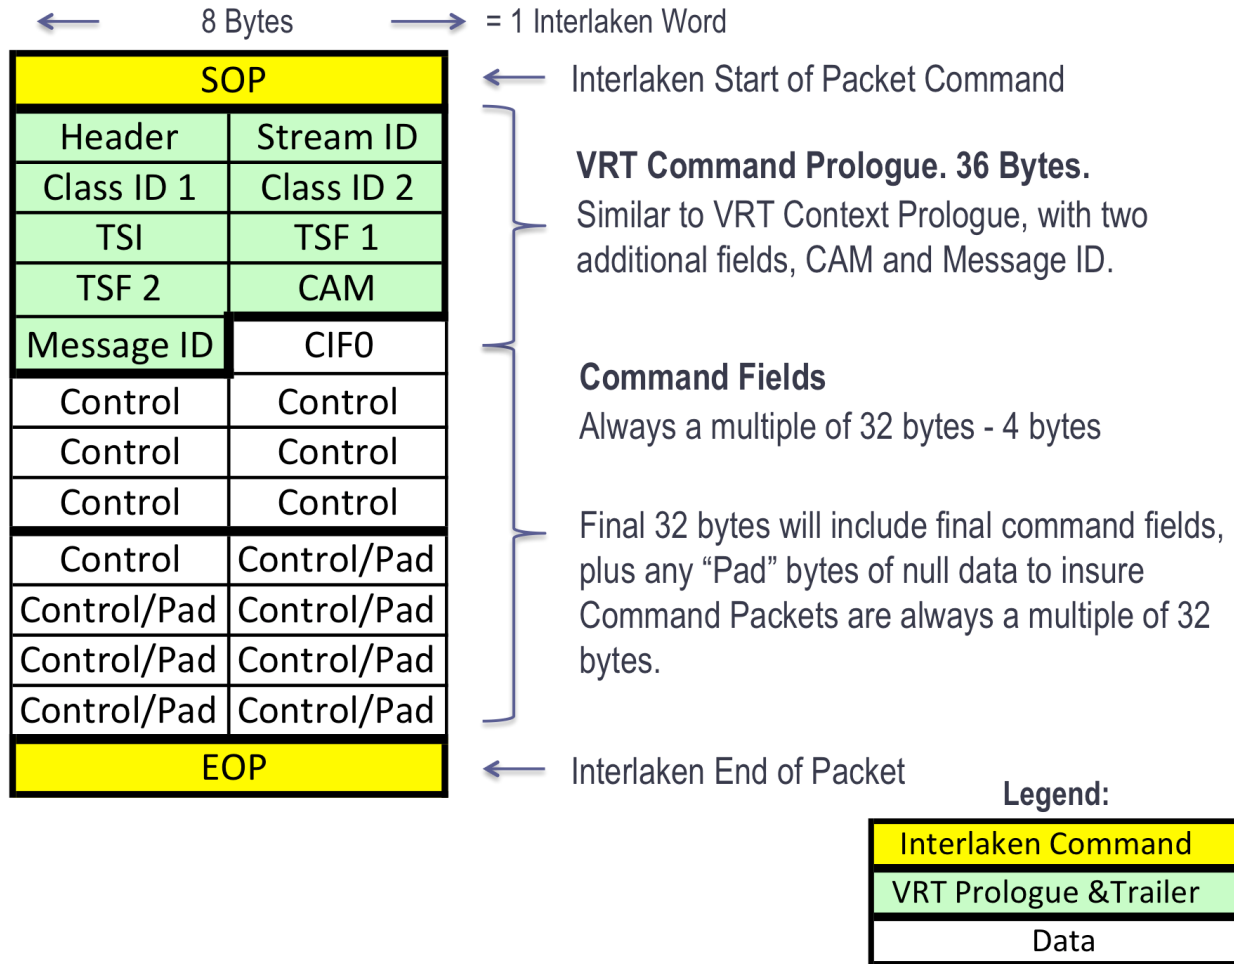 8 Bytes = 1 Interlaken Word
SOP
Interlaken Start of Packet Command
Header Stream ID
Class ID 1 Class ID 2
TSI TSF 1
TSF 2 CAM
Message ID CIF0
Control Control
Control Control
Control Control
Control Control/Pad
Control/Pad Control/Pad
Control/Pad Control/Pad
Control/Pad Control/Pad
EOP
VRT Command Prologue. 36 Bytes.
Similar to VRT Context Prologue, with two
additional fields, CAM and Message ID.
Command Fields
Always a multiple of 32 bytes - 4 bytes
Final 32 bytes will include final command fields,
plus any “Pad” bytes of null data to insure
Command Packets are always a multiple of 32
bytes.
Interlaken End of Packet
Legend:
Interlaken Command
VRT Prologue &Trailer
Data